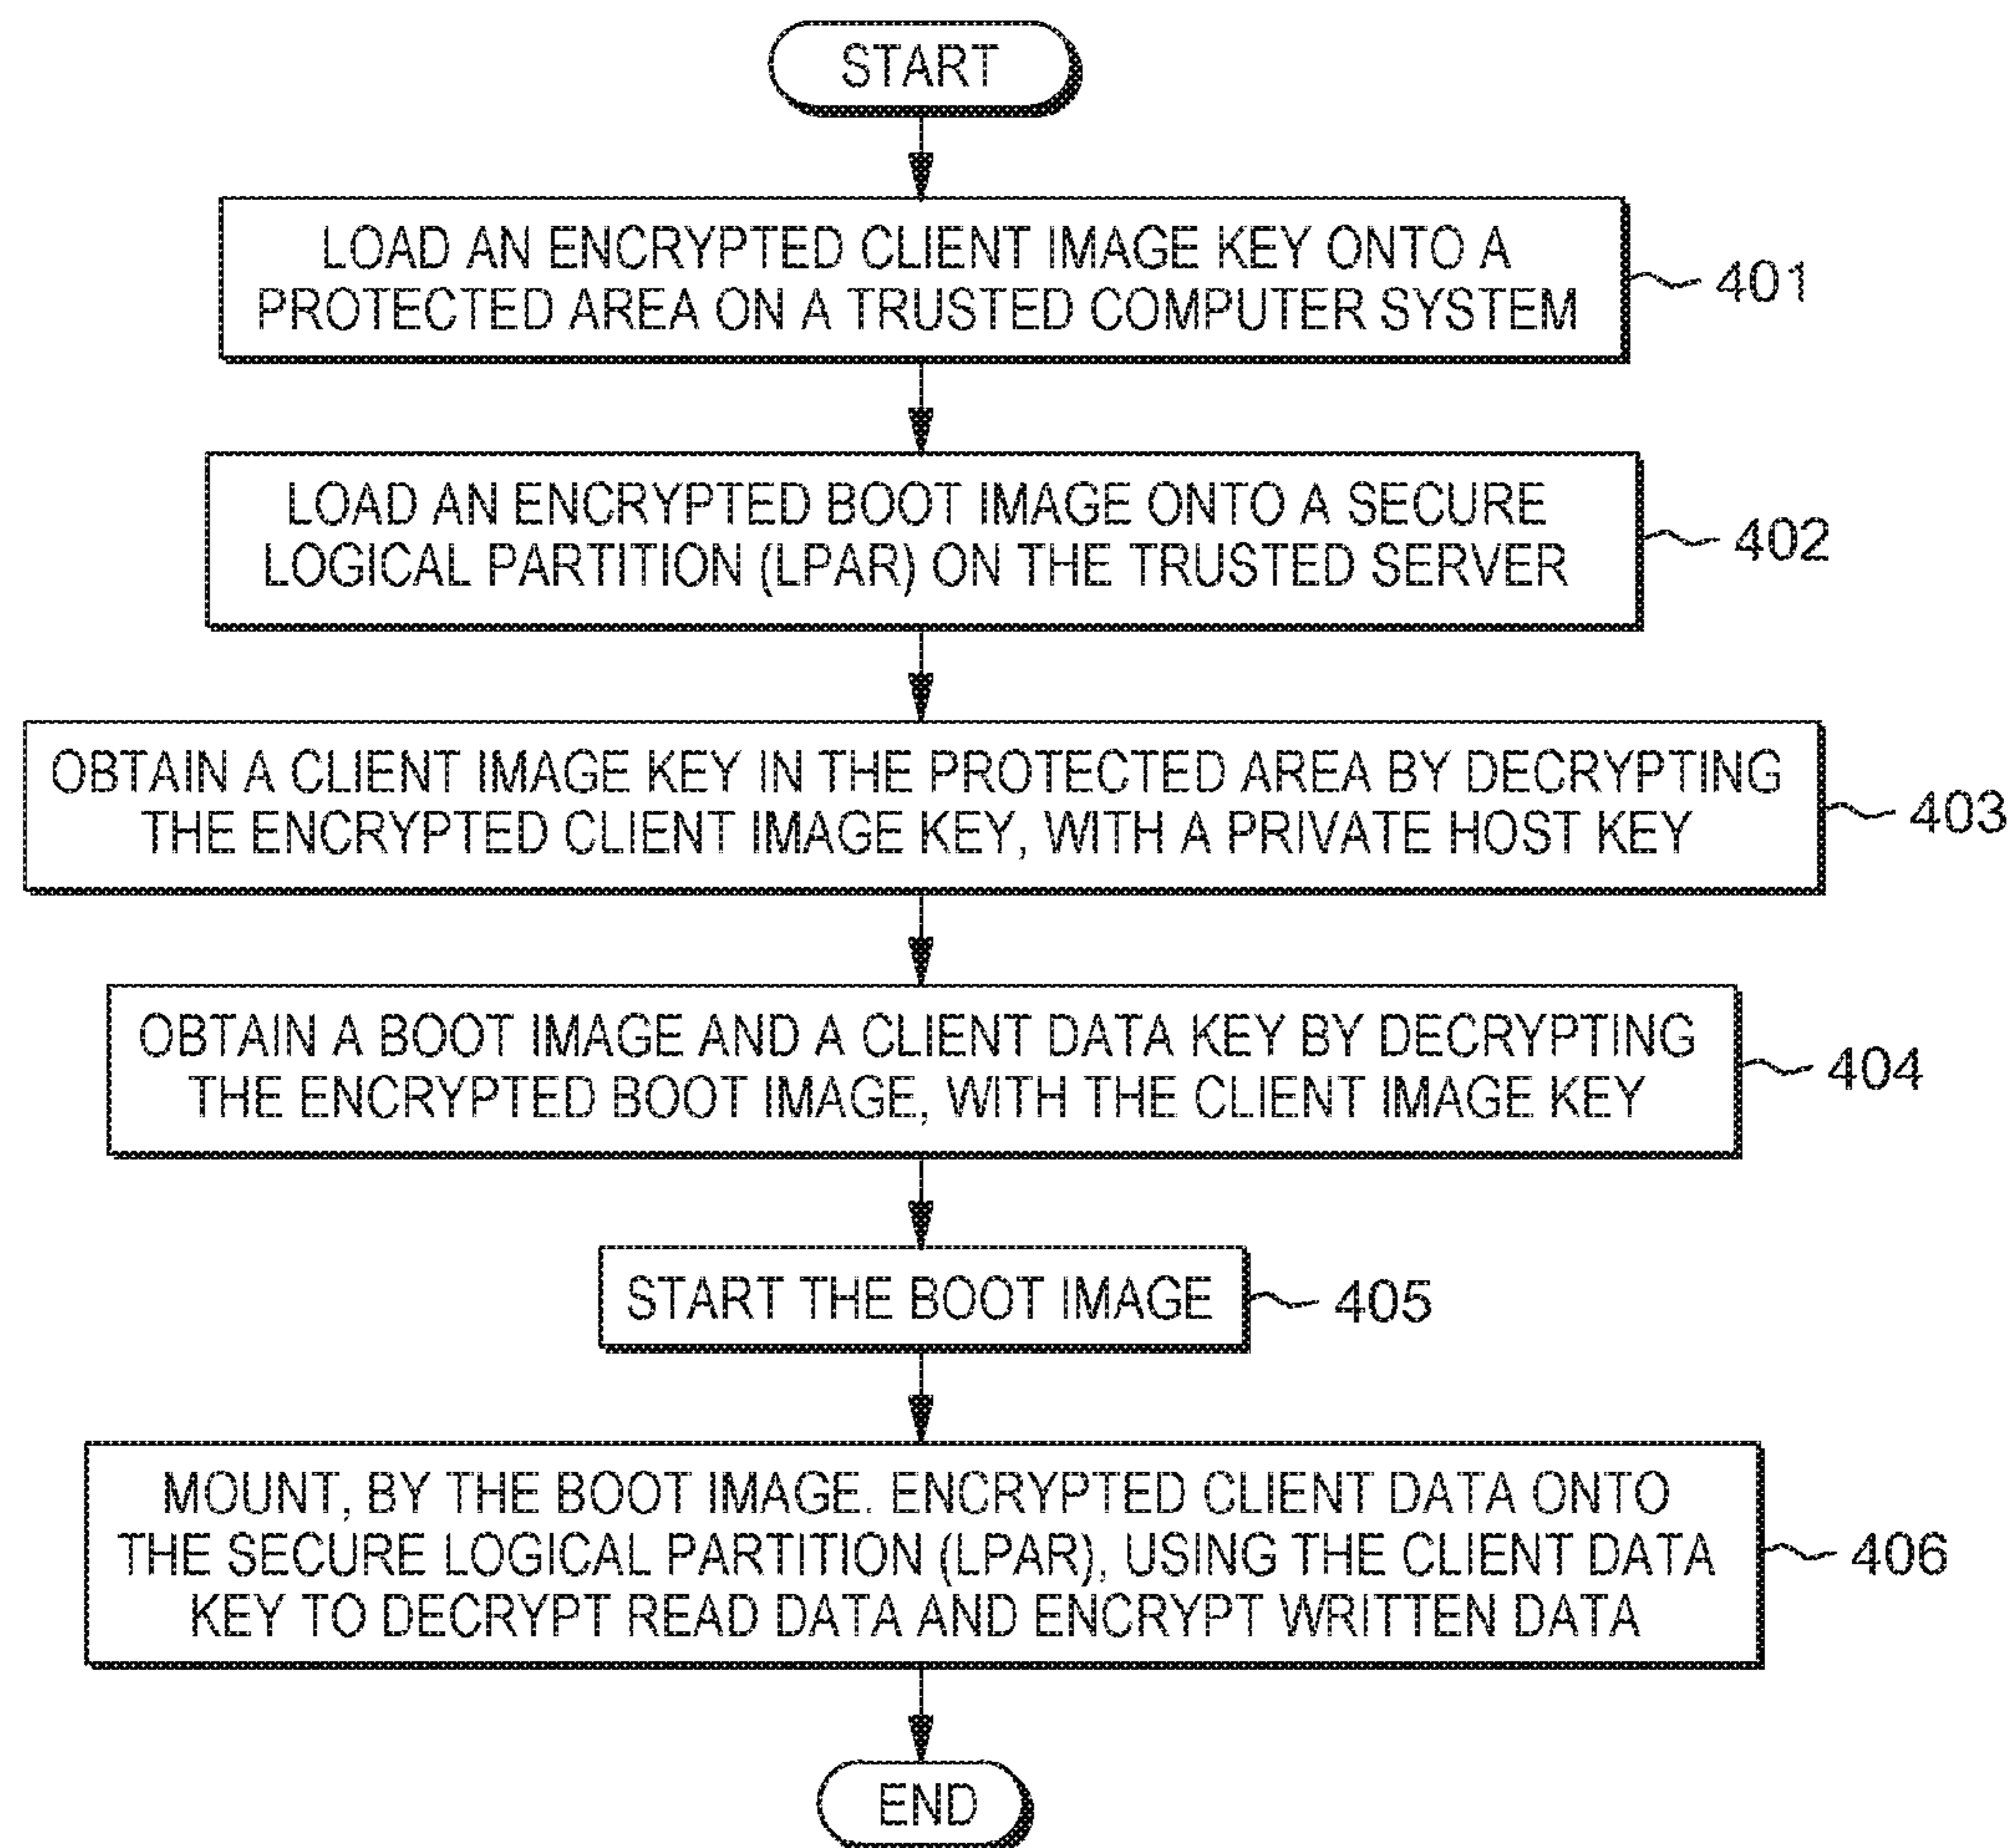 START
LOAD AN ENCRYPTED CLIENT IMAGE KEY ONTO A
PROTECTED AREA ON A TRUSTED COMPUTER SYSTEM
401
LOAD AN ENCRYPTED BOOT IMAGE ONTO A SECURE
LOGICAL PARTITION (LPAR) ON THE TRUSTED SERVER
402
OBTAIN A CLIENT IMAGE KEY IN THE PROTECTED AREA BY DECRYPTING
THE ENCRYPTED CLIENT IMAGE KEY, WITH A PRIVATE HOST KEY
403
OBTAIN A BOOT IMAGE AND A CLIENT DATA KEY BY DECRYPTING
THE ENCRYPTED BOOT IMAGE, WITH THE CLIENT IMAGE KEY
404
START THE BOOT IMAGE
405
MOUNT, BY THE BOOT IMAGE. ENCRYPTED CLIENT DATA ONTO
THE SECURE LOGICAL PARTITION (LPAR), USING THE CLIENT DATA
KEY TO DECRYPT READ DATA AND ENCRYPT WRITTEN DATA
406
END